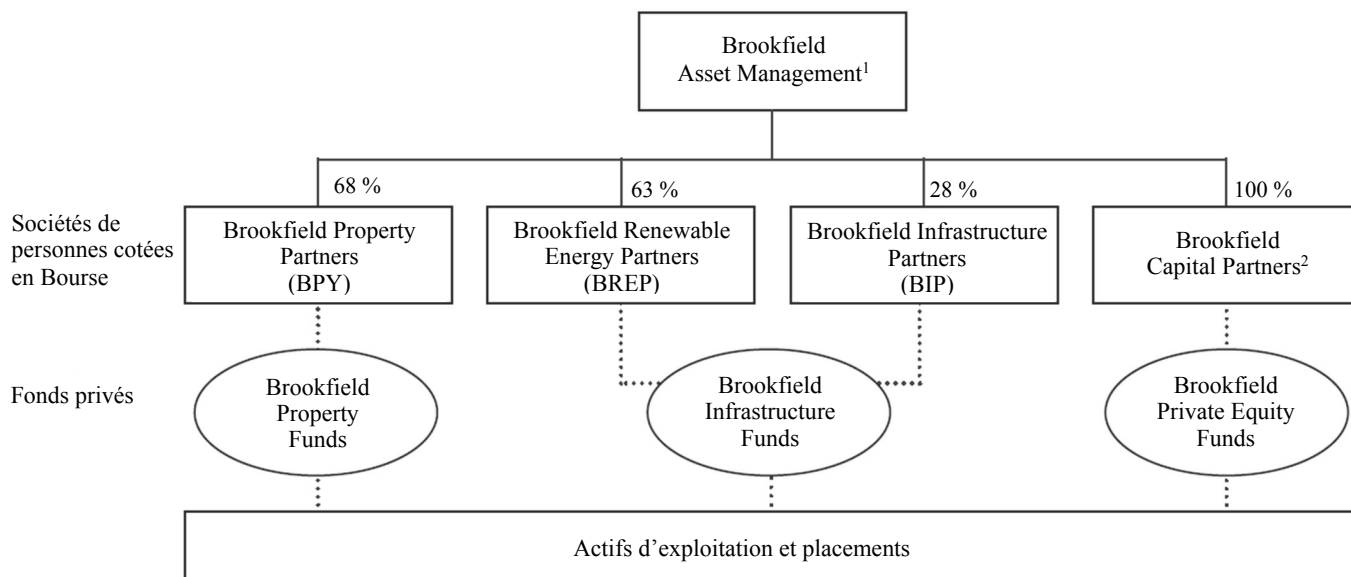 Brookfield
Asset Management1
68 %
63 %
28 %
100 %
Sociétés de
personnes cotées
en Bourse
Brookfield Property
Partners
(BPY)
Brookfield Renewable
Energy Partners
(BREP)
Brookfield Infrastructure
Partners
(BIP)
Brookfield
Capital Partners2
Fonds privés
Brookfield
Property
Funds
Brookfield
Infrastructure
Funds
Brookfield
Private Equity
Funds
Actifs d’exploitation et placements